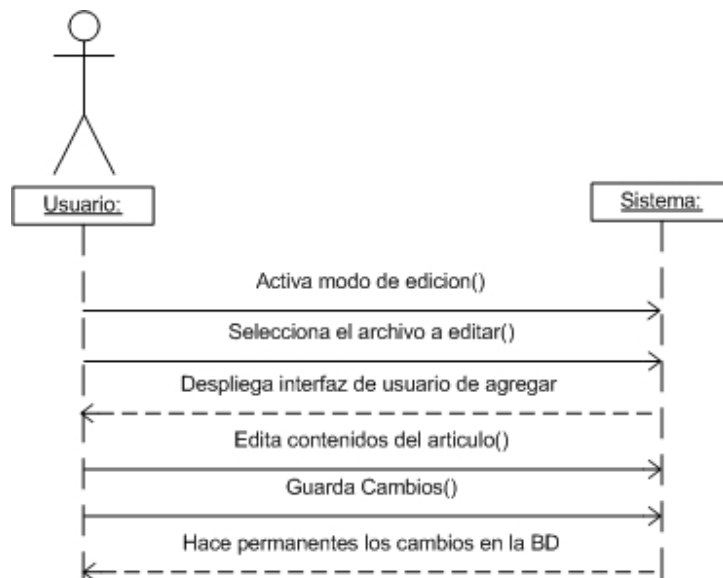 Usuario:
Sistema:
Activa modo de edicion()
Selecciona el archivo a editar()
Despliega interfaz de usuario de agregar
Edita contenidos del articulo()
Guarda Cambios()
Hace permanentes los cambios en la BD